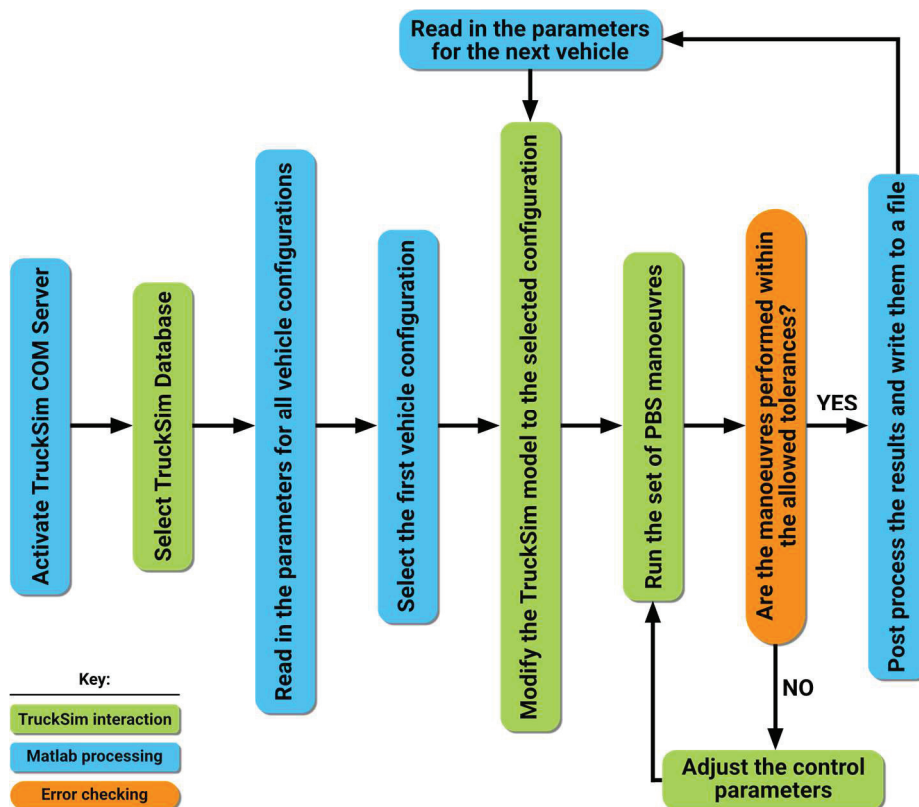 Read in the parameters
for the next vehicle
Activate TruckSim COM Server
Select TruckSim Database
Read in the parameters for all vehicle configurations
Select the first vehicle configuration
Modify the TruckSim model to the selected configuration
Run the set of PBS manoeuvres
Are the manoeuvres performed within
the allowed tolerances?
YES
Post process the results and write them to a file
NO
Adjust the control
parameters
Key:
TruckSim interaction
Matlab processing
Error checking